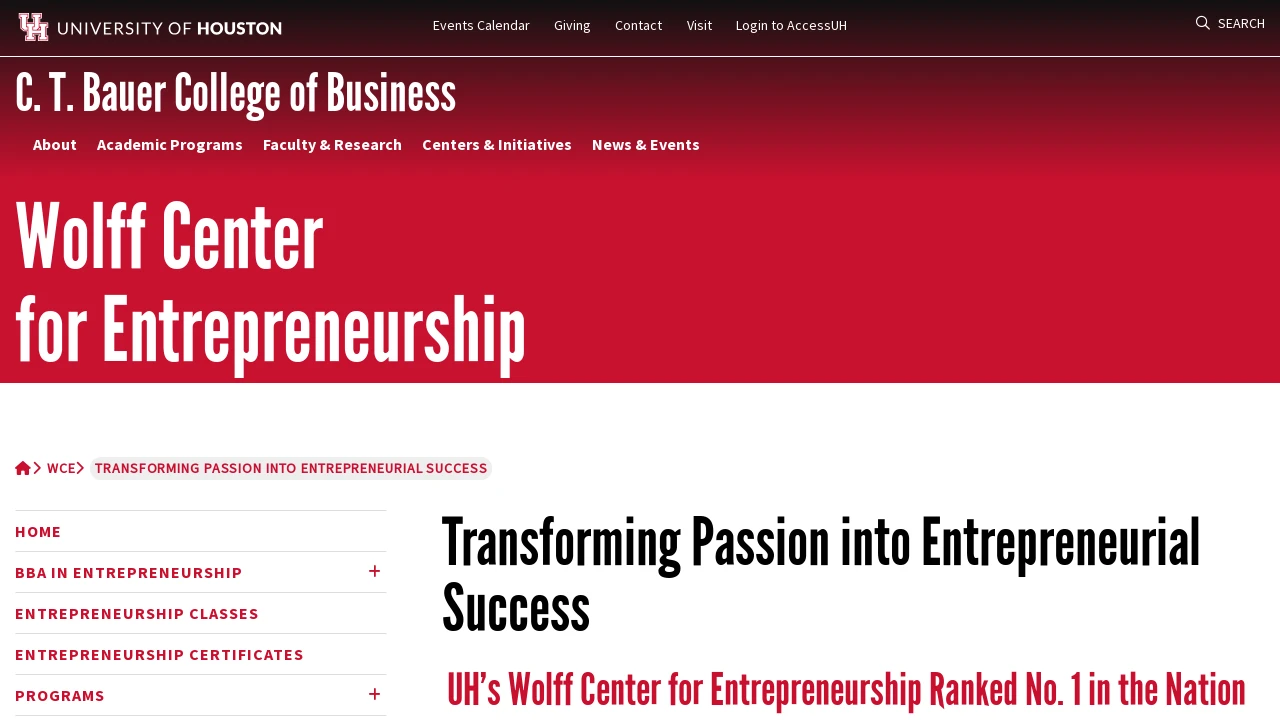 UNIVERSITY OF HOUSTON
Events Calendar Giving Contact Visit Login to AccessUH
SEARCH
C. T. Bauer College of Business
About Academic Programs Faculty & Research Centers & Initiatives News & Events
Wolff Center
for Entrepreneurship
WCE TRANSFORMING PASSION INTO ENTREPRENEURIAL SUCCESS
HOME
BBA IN ENTREPRENEURSHIP +
ENTREPRENEURSHIP CLASSES
ENTREPRENEURSHIP CERTIFICATES
PROGRAMS +
Transforming Passion into Entrepreneurial
Success
UH's Wolff Center for Entrepreneurship Ranked No. 1 in the Nation